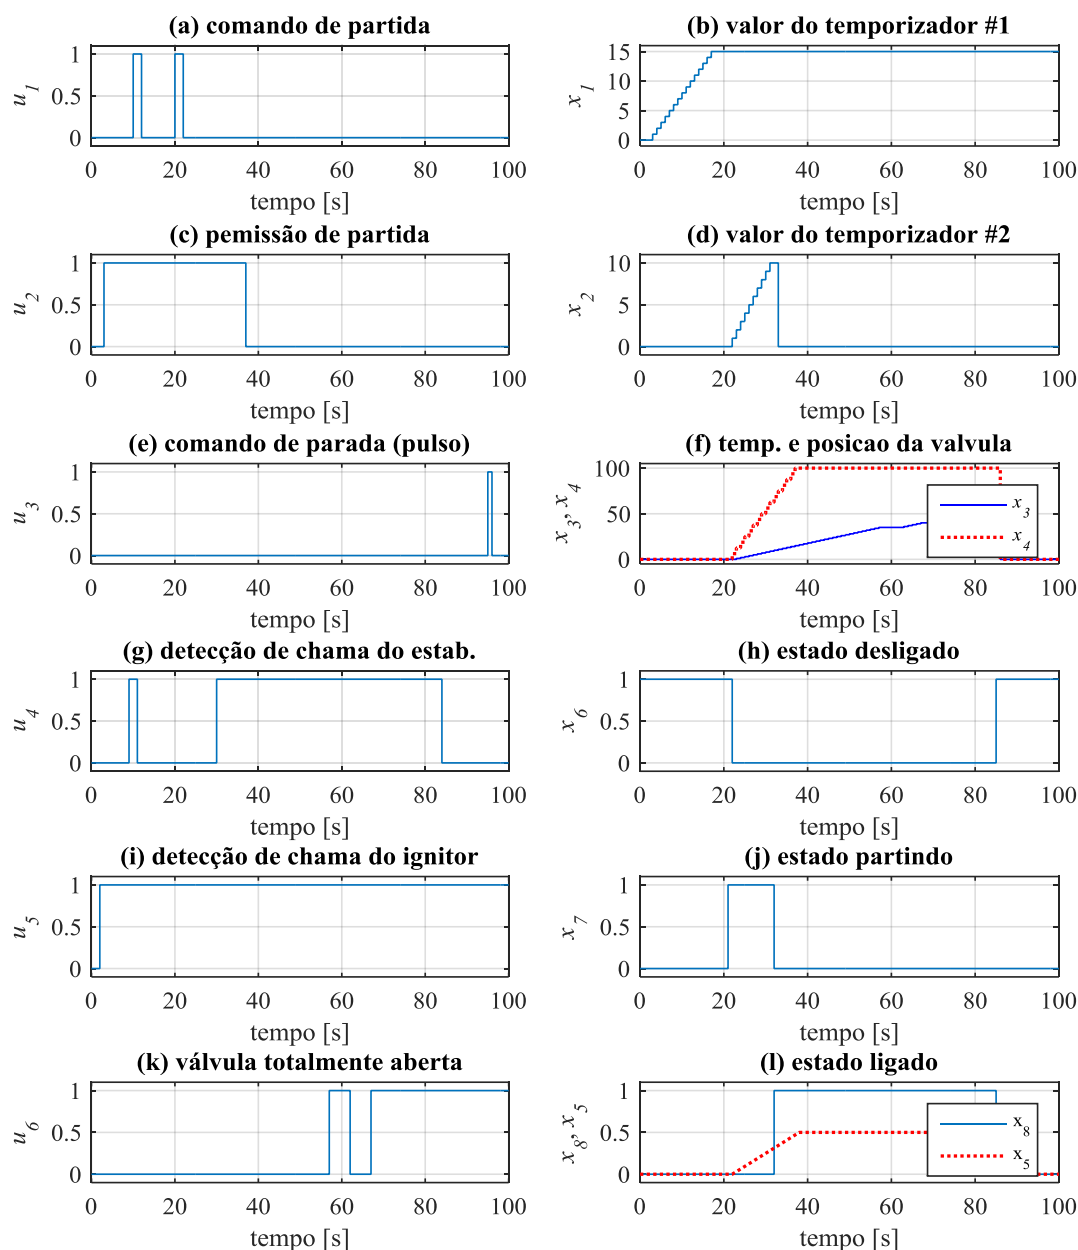 (a) comando de partida
1
0.5
0
u1
0 20 40 60 80 100
tempo [s]
(b) valor do temporizador #1
15
10
5
0
x1
0 20 40 60 80 100
tempo [s]
(c) pemissão de partida
1
0.5
0
u2
0 20 40 60 80 100
tempo [s]
(d) valor do temporizador #2
10
5
0
x2
0 20 40 60 80 100
tempo [s]
(e) comando de parada (pulso)
1
0.5
0
u3
0 20 40 60 80 100
tempo [s]
(f) temp. e posicao da valvula
100
50
0
x3, x4
x3
x4
0 20 40 60 80 100
tempo [s]
(g) detecção de chama do estab.
1
0.5
0
u4
0 20 40 60 80 100
tempo [s]
(h) estado desligado
1
0.5
0
x6
0 20 40 60 80 100
tempo [s]
(i) detecção de chama do ignitor
1
0.5
0
u5
0 20 40 60 80 100
tempo [s]
(j) estado partindo
1
0.5
0
x7
0 20 40 60 80 100
tempo [s]
(k) válvula totalmente aberta
1
0.5
0
u6
0 20 40 60 80 100
tempo [s]
(l) estado ligado
1
0.5
0
x8, x5
x8
x5
0 20 40 60 80 100
tempo [s]